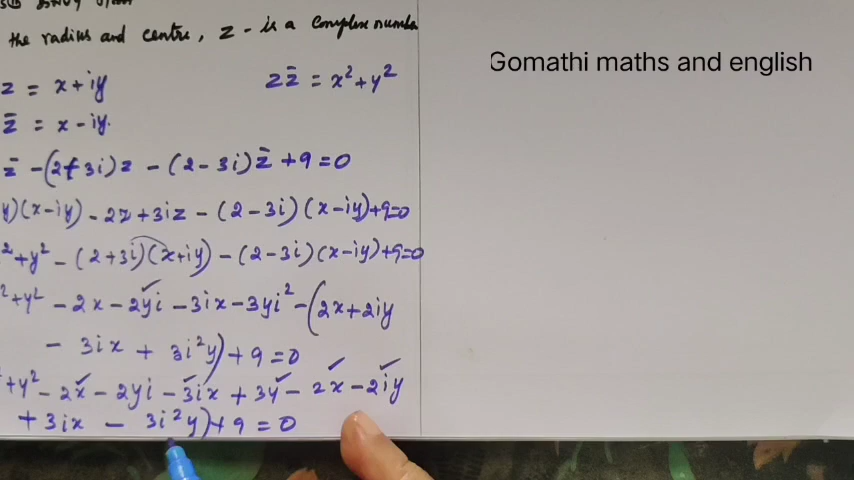 the radius and centre, z - is a complex numbe
z = x+iy
z z̄ = x²+y²
z̄ = x-iy.
z̄ -(2+3i)z -(2-3i)z̄ +9=0
y)(x-iy) - 2z+3iz - (2-3i)(x-iy)+9=0
²+y² - (2+3i)(x+iy) - (2-3i)(x-iy)+9=0
²+y² - 2x - 2yi - 3ix - 3yi² - (2x+2iy
- 3ix + 3i²y)+9=0
+y² - 2x - 2yi - 3ix + 3y - 2x - 2iy
+ 3ix - 3i²y)+9=0
Gomathi maths and english